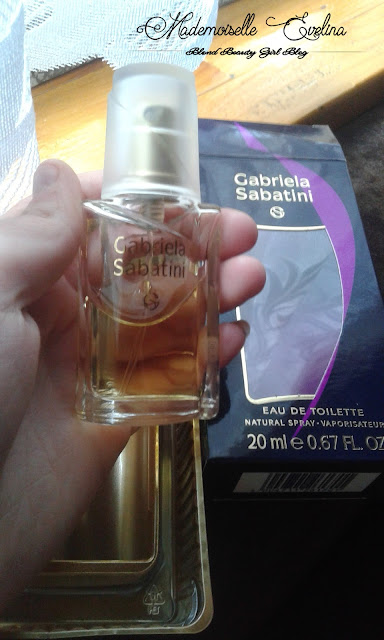 Mademoiselle Evelina
Blond Beauty Girl Blog
Gabriela
Sabatini
S
EAU DE TOILETTE
NATURAL SPRAY-VAPORISATEUR
20 ml e 0.67 FL. OZ
Gabriela
Sabatini
S